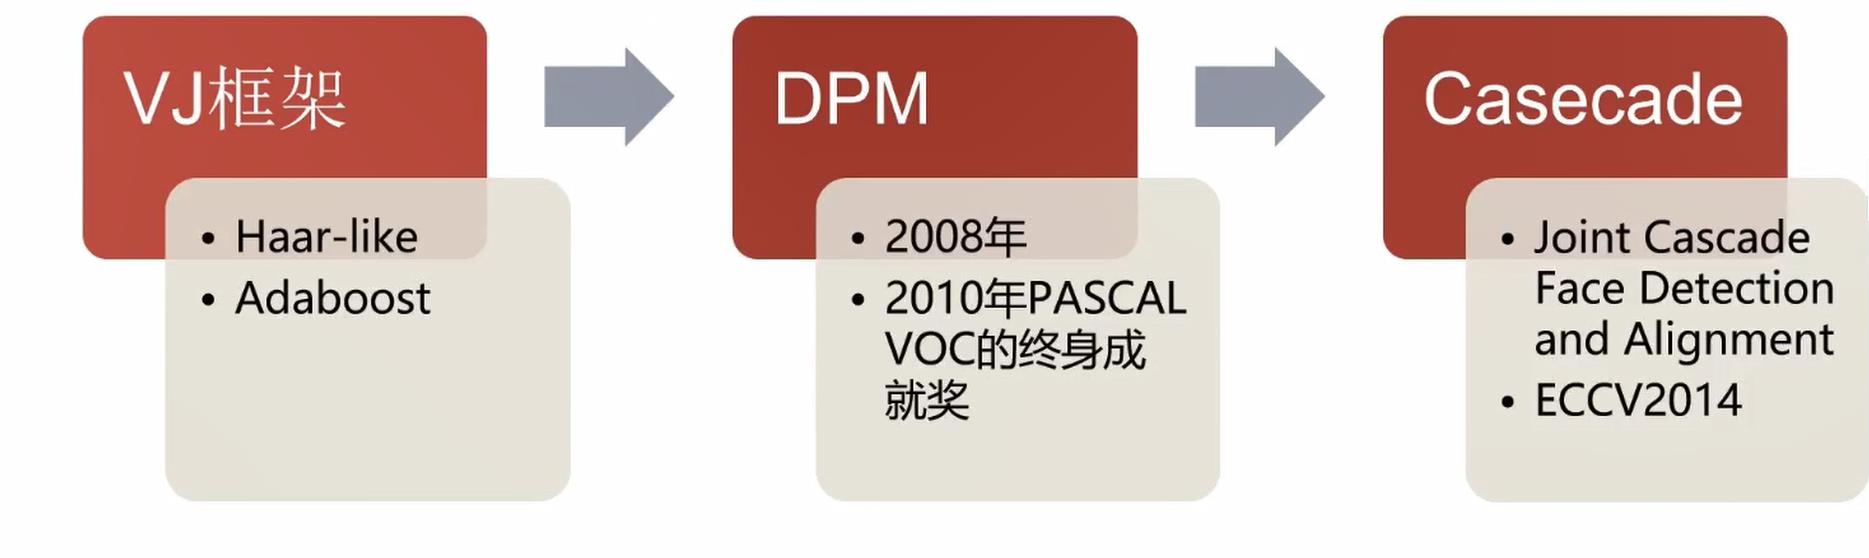 VJ框架
• Haar-like
• Adaboost
DPM
• 2008年
• 2010年PASCAL
VOC的终身成
就奖
Casecade
• Joint Cascade
Face Detection
and Alignment
• ECCV2014